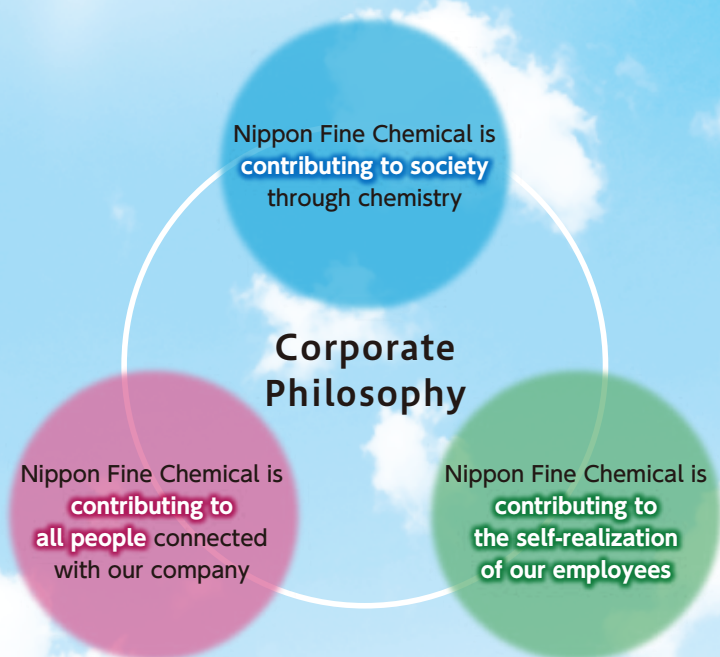 Nippon Fine Chemical is
contributing to society
through chemistry
Corporate
Philosophy
Nippon Fine Chemical is
contributing to
all people connected
with our company
Nippon Fine Chemical is
contributing to
the self-realization
of our employees